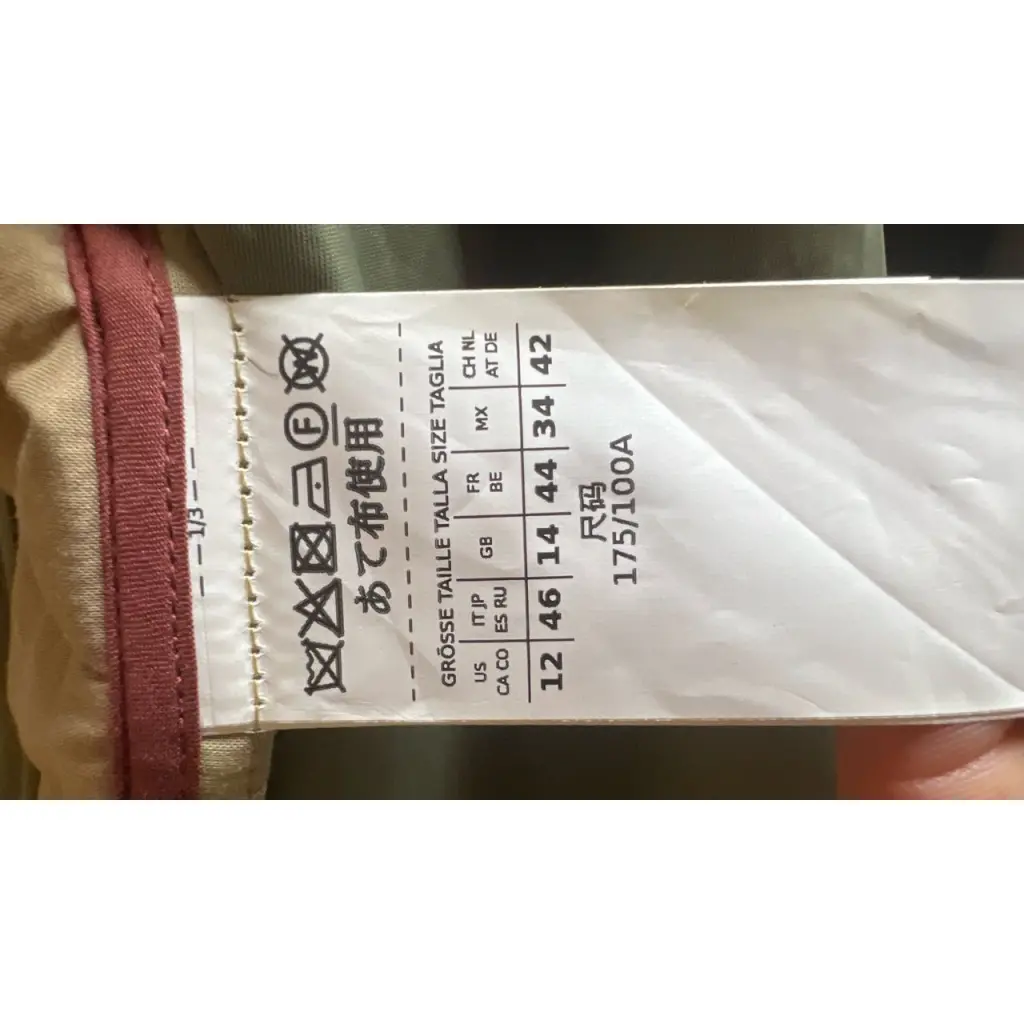 1/3
F
W
あて布使用
GRÖSSE TAILLE TALLA SIZE TAGLIA
US IT JP GB FR MX CH NL
CA CO ES RU BE AT DE
12 46 14 44 34 42
尺码
175/100A